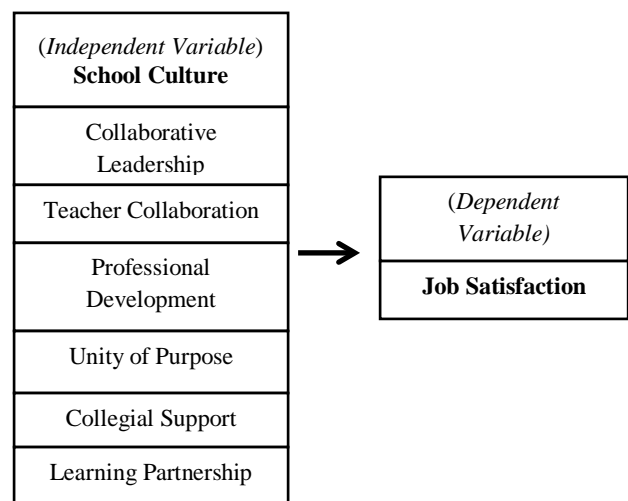 (Independent Variable)
School Culture
Collaborative
Leadership
Teacher Collaboration
Professional
Development
Unity of Purpose
Collegial Support
Learning Partnership
(Dependent
Variable)
Job Satisfaction